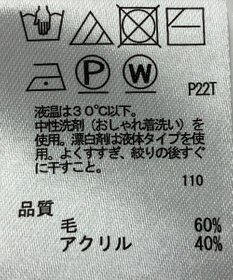 P
W
P22T
液温は30℃以下。
中性洗剤(おしゃれ着洗い)を
使用。漂白剤は液体タイプを使
用。よくすすぎ、絞りの後すぐ
に干すこと。
110
品質
毛 60%
アクリル 40%